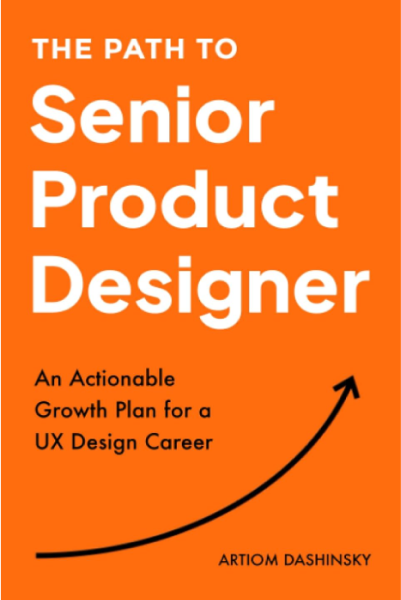 THE PATH TO
Senior
Product
Designer
An Actionable
Growth Plan for a
UX Design Career
ARTIOM DASHINSKY